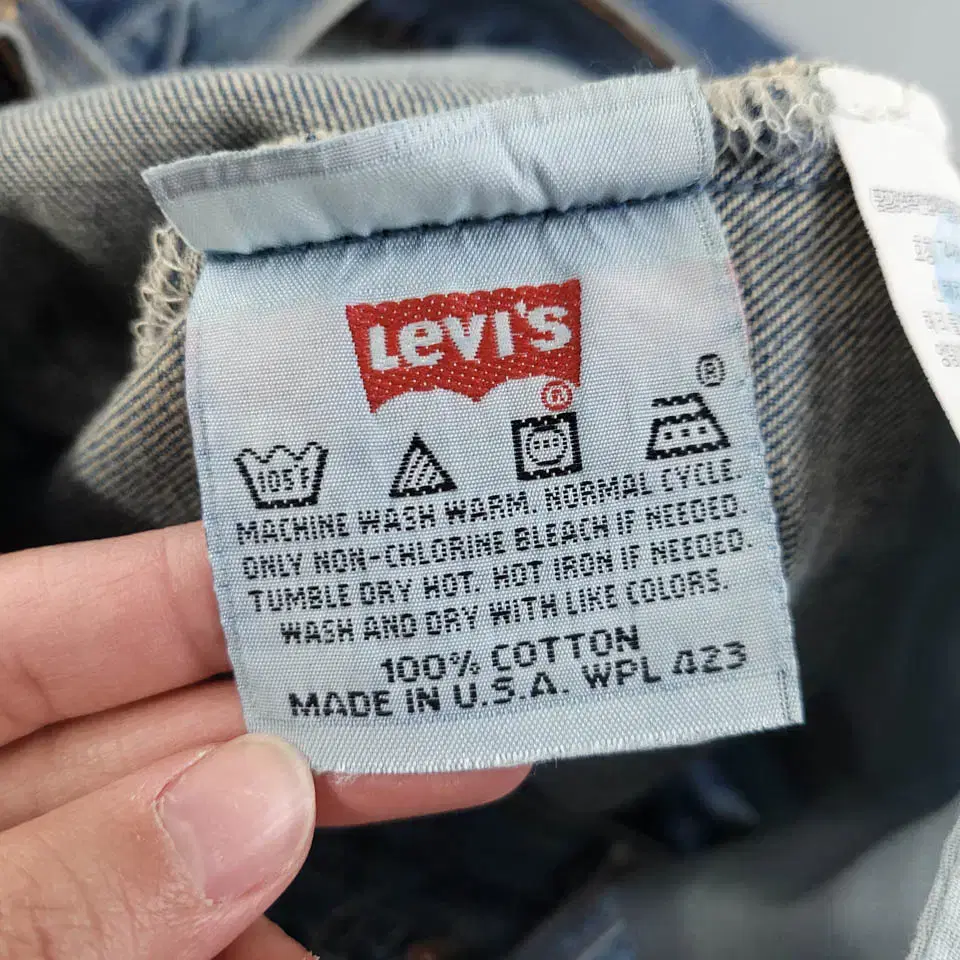 Levi's
®
®
105F
MACHINE WASH WARM. NORMAL CYCLE.
ONLY NON-CHLORINE BLEACH IF NEEDED.
TUMBLE DRY HOT. HOT IRON IF NEEDED.
WASH AND DRY WITH LIKE COLORS.
100% COTTON
MADE IN U.S.A. WPL 423